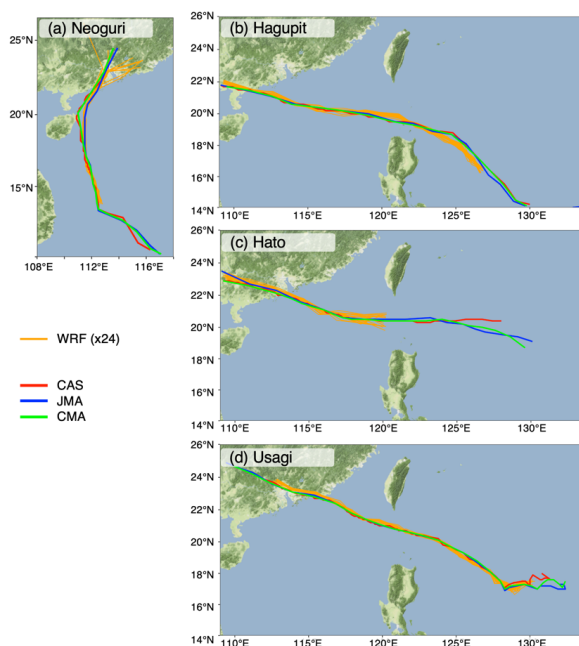 (a) Neoguri
25°N
20°N
15°N
108°E 112°E 116°E
WRF (x24)
CAS
JMA
CMA
(b) Hagupit
26°N
24°N
22°N
20°N
18°N
16°N
14°N
110°E 115°E 120°E 125°E 130°E
(c) Hato
26°N
24°N
22°N
20°N
18°N
16°N
14°N
110°E 115°E 120°E 125°E 130°E
(d) Usagi
26°N
24°N
22°N
20°N
18°N
16°N
14°N
110°E 115°E 120°E 125°E 130°E